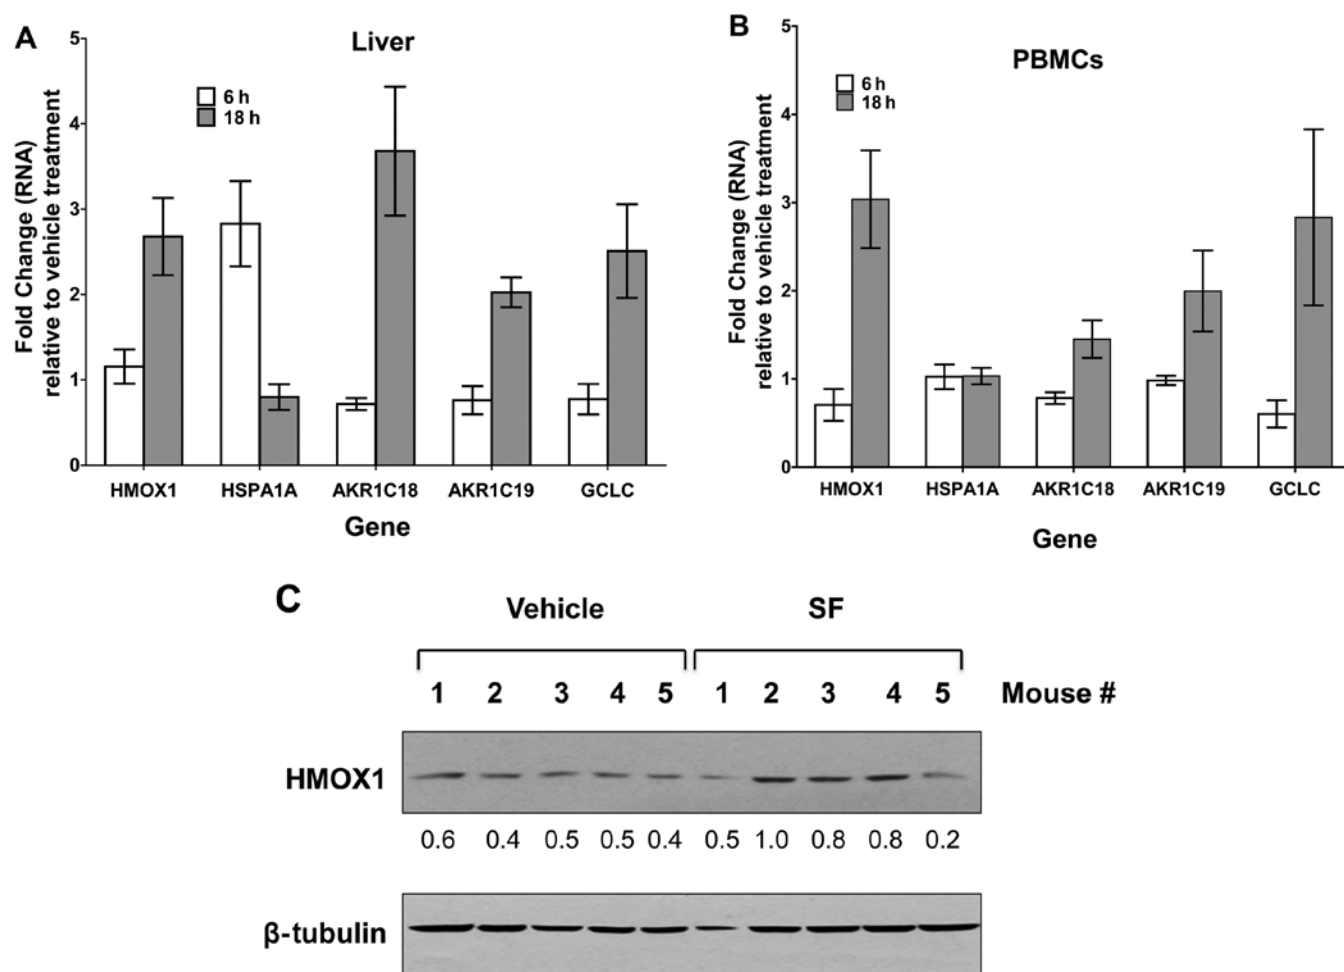 A
Liver
5
4
3
2
1
0
Fold Change (RNA)
relative to vehicle treatment
6 h
18 h
HMOX1 HSPA1A AKR1C18 AKR1C19 GCLC
Gene
B
PBMCs
5
4
3
2
1
0
Fold Change (RNA)
relative to vehicle treatment
6 h
18 h
HMOX1 HSPA1A AKR1C18 AKR1C19 GCLC
Gene
C
Vehicle SF
1 2 3 4 5 1 2 3 4 5 Mouse #
HMOX1
0.6 0.4 0.5 0.5 0.4 0.5 1.0 0.8 0.8 0.2
β-tubulin